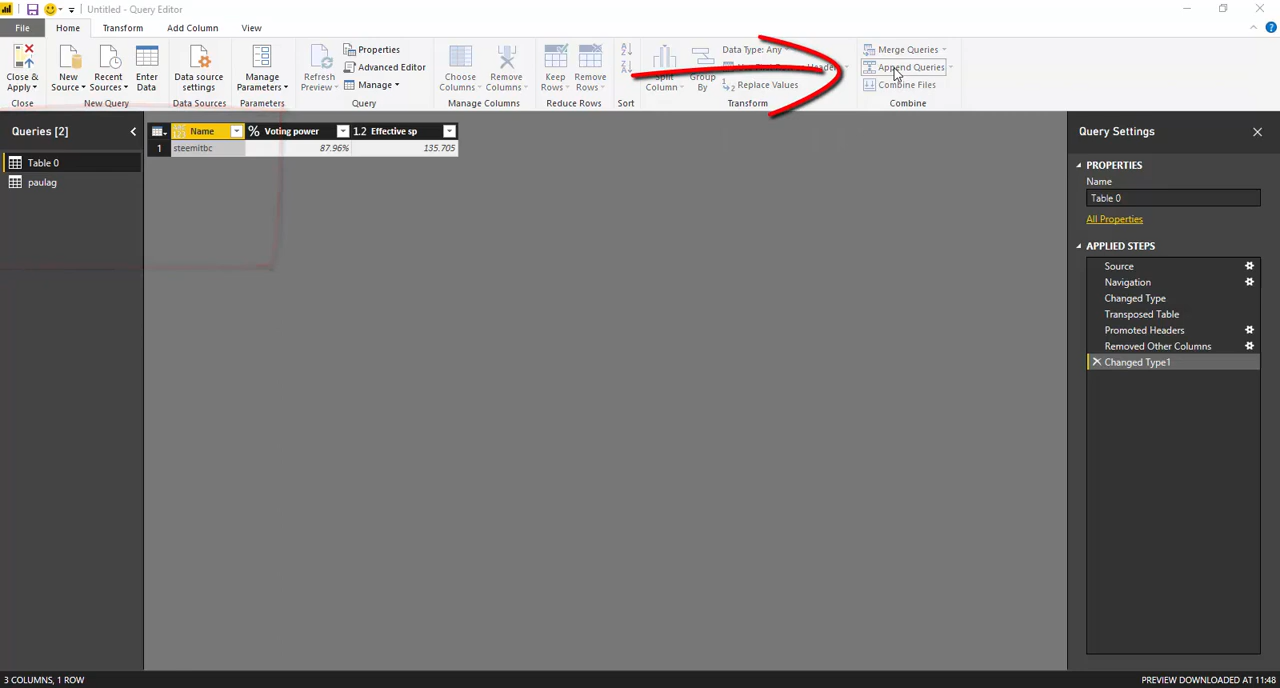 Untitled - Query Editor
File Home Transform Add Column View
Close & Apply
New Source
Recent Sources
Enter Data
Data source settings
Manage Parameters
Refresh Preview
Properties
Advanced Editor
Manage
Choose Columns
Remove Columns
Keep Rows
Remove Rows
A Z
Z A
Split Column
Group By
Data Type: Any
Replace Values
Merge Queries
Append Queries
Combine Files
Close New Query Data Sources Parameters Query Manage Columns Reduce Rows Sort Transform Combine
Queries [2]
Table 0
paulag
Name % Voting power 1.2 Effective sp
1 steemitbc 87.96% 135.705
Query Settings
PROPERTIES
Name
Table 0
All Properties
APPLIED STEPS
Source
Navigation
Changed Type
Transposed Table
Promoted Headers
Removed Other Columns
Changed Type1
3 COLUMNS, 1 ROW
PREVIEW DOWNLOADED AT 11:48